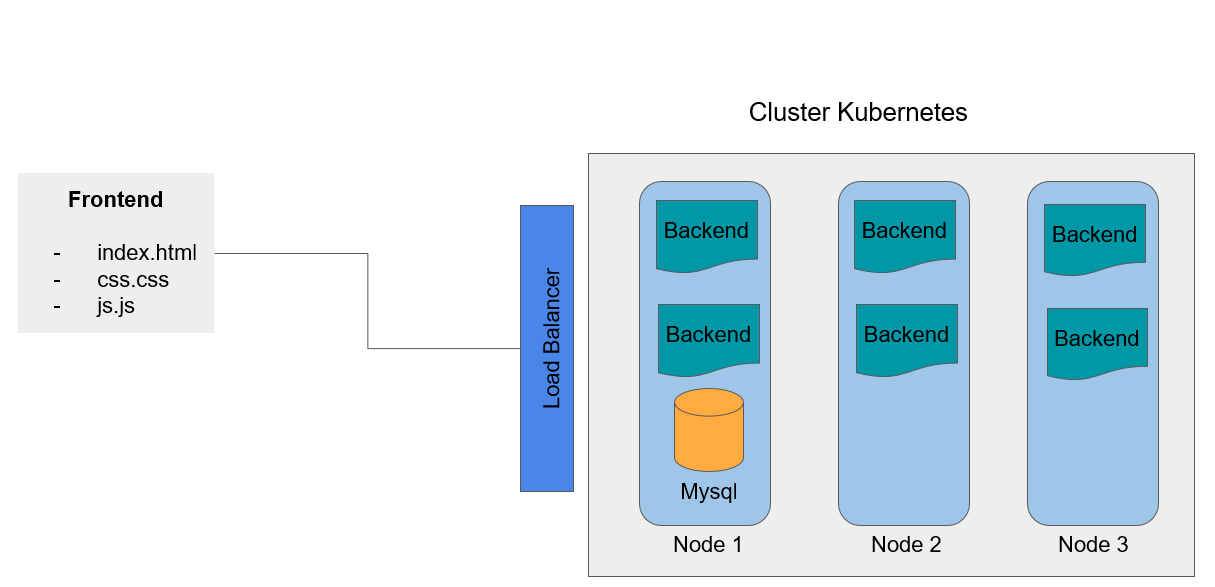 Cluster Kubernetes
Frontend
- index.html
- css.css
- js.js
Load Balancer
Backend
Backend
Mysql
Node 1
Backend
Backend
Node 2
Backend
Backend
Node 3